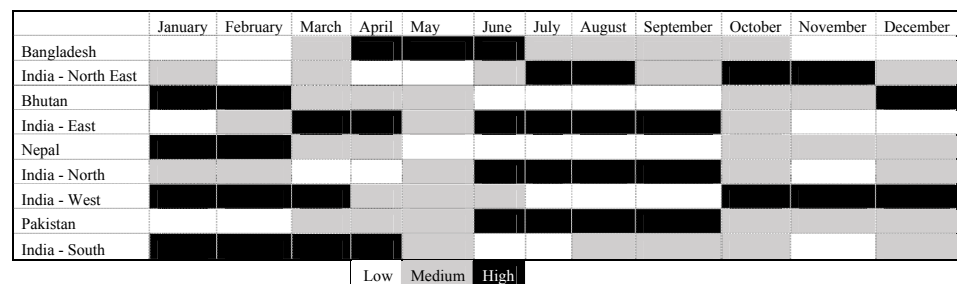 January February March April May June July August September October November December
Bangladesh
India - North East
Bhutan
India - East
Nepal
India - North
India - West
Pakistan
India - South
Low Medium High